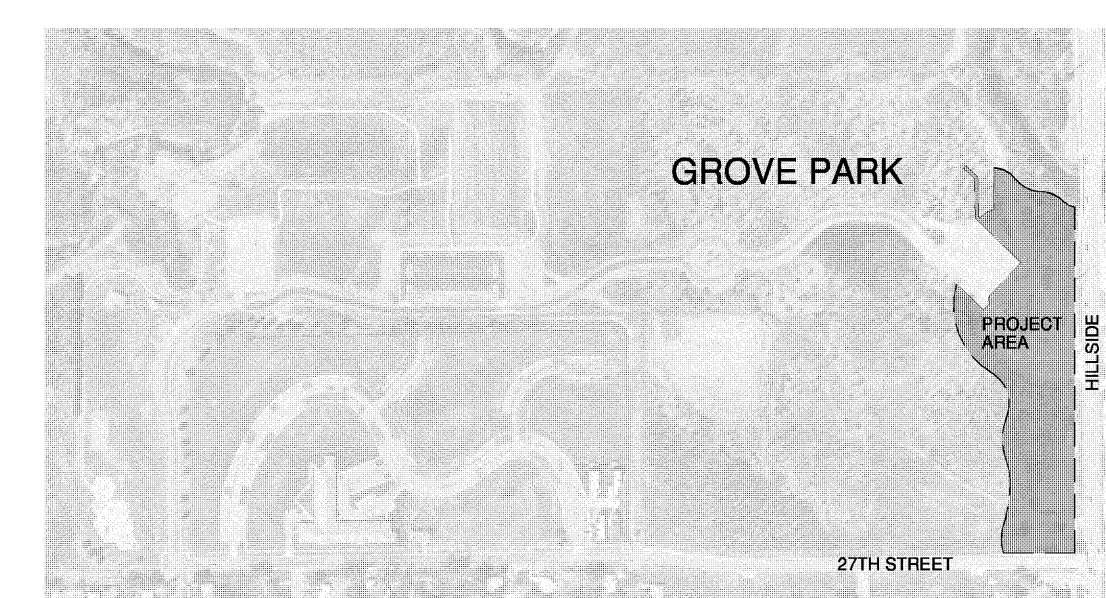 GROVE PARK
PROJECT
AREA
HILLSIDE
27TH STREET